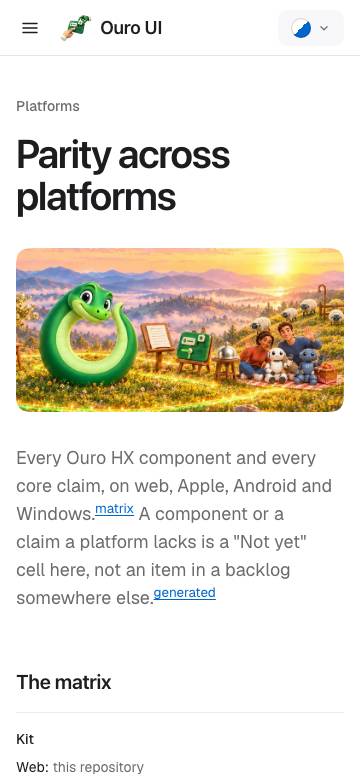 Ouro UI
Platforms
Parity across
platforms
Every Ouro HX component and every
core claim, on web, Apple, Android and
Windows.matrix A component or a
claim a platform lacks is a "Not yet"
cell here, not an item in a backlog
somewhere else.generated
The matrix
Kit
Web: this repository